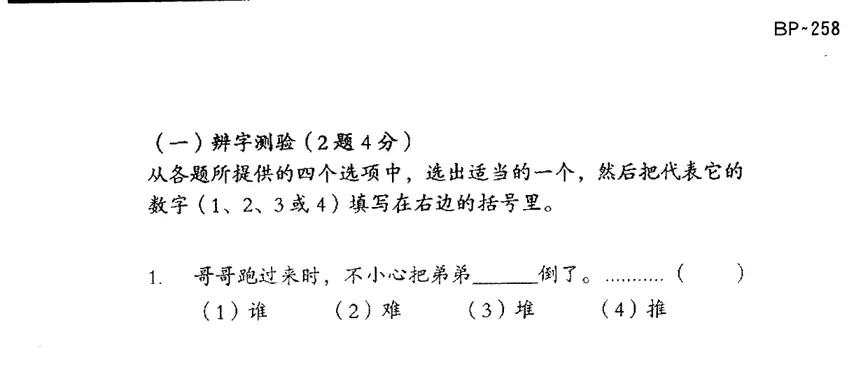 BP~258
（一）辨字测验（2题4分）
从各题所提供的四个选项中，选出适当的一个，然后把代表它的
数字（1、2、3或4）填写在右边的括号里。
1. 哥哥跑过来时，不小心把弟弟______倒了。...........（ ）
（1）谁 （2）难 （3）堆 （4）推